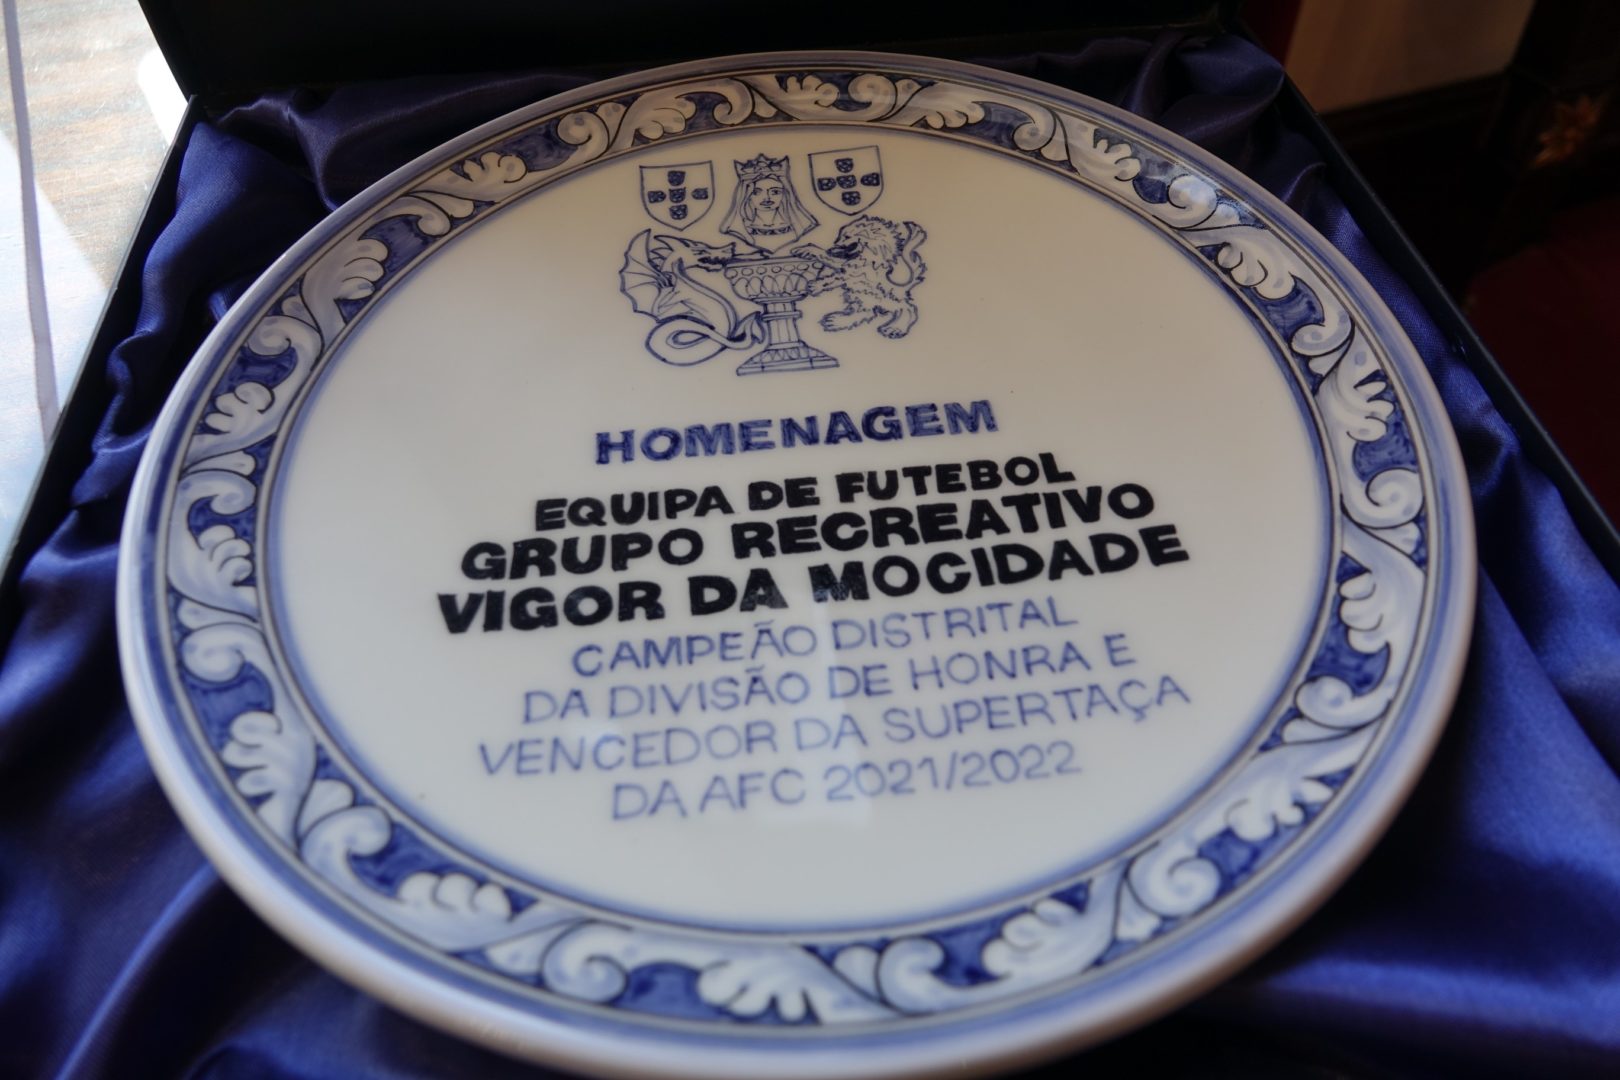 HOMENAGEM
EQUIPA DE FUTEBOL
GRUPO RECREATIVO
VIGOR DA MOCIDADE
CAMPEÃO DISTRITAL
DA DIVISÃO DE HONRA E
VENCEDOR DA SUPERTAÇA
DA AFC 2021/2022